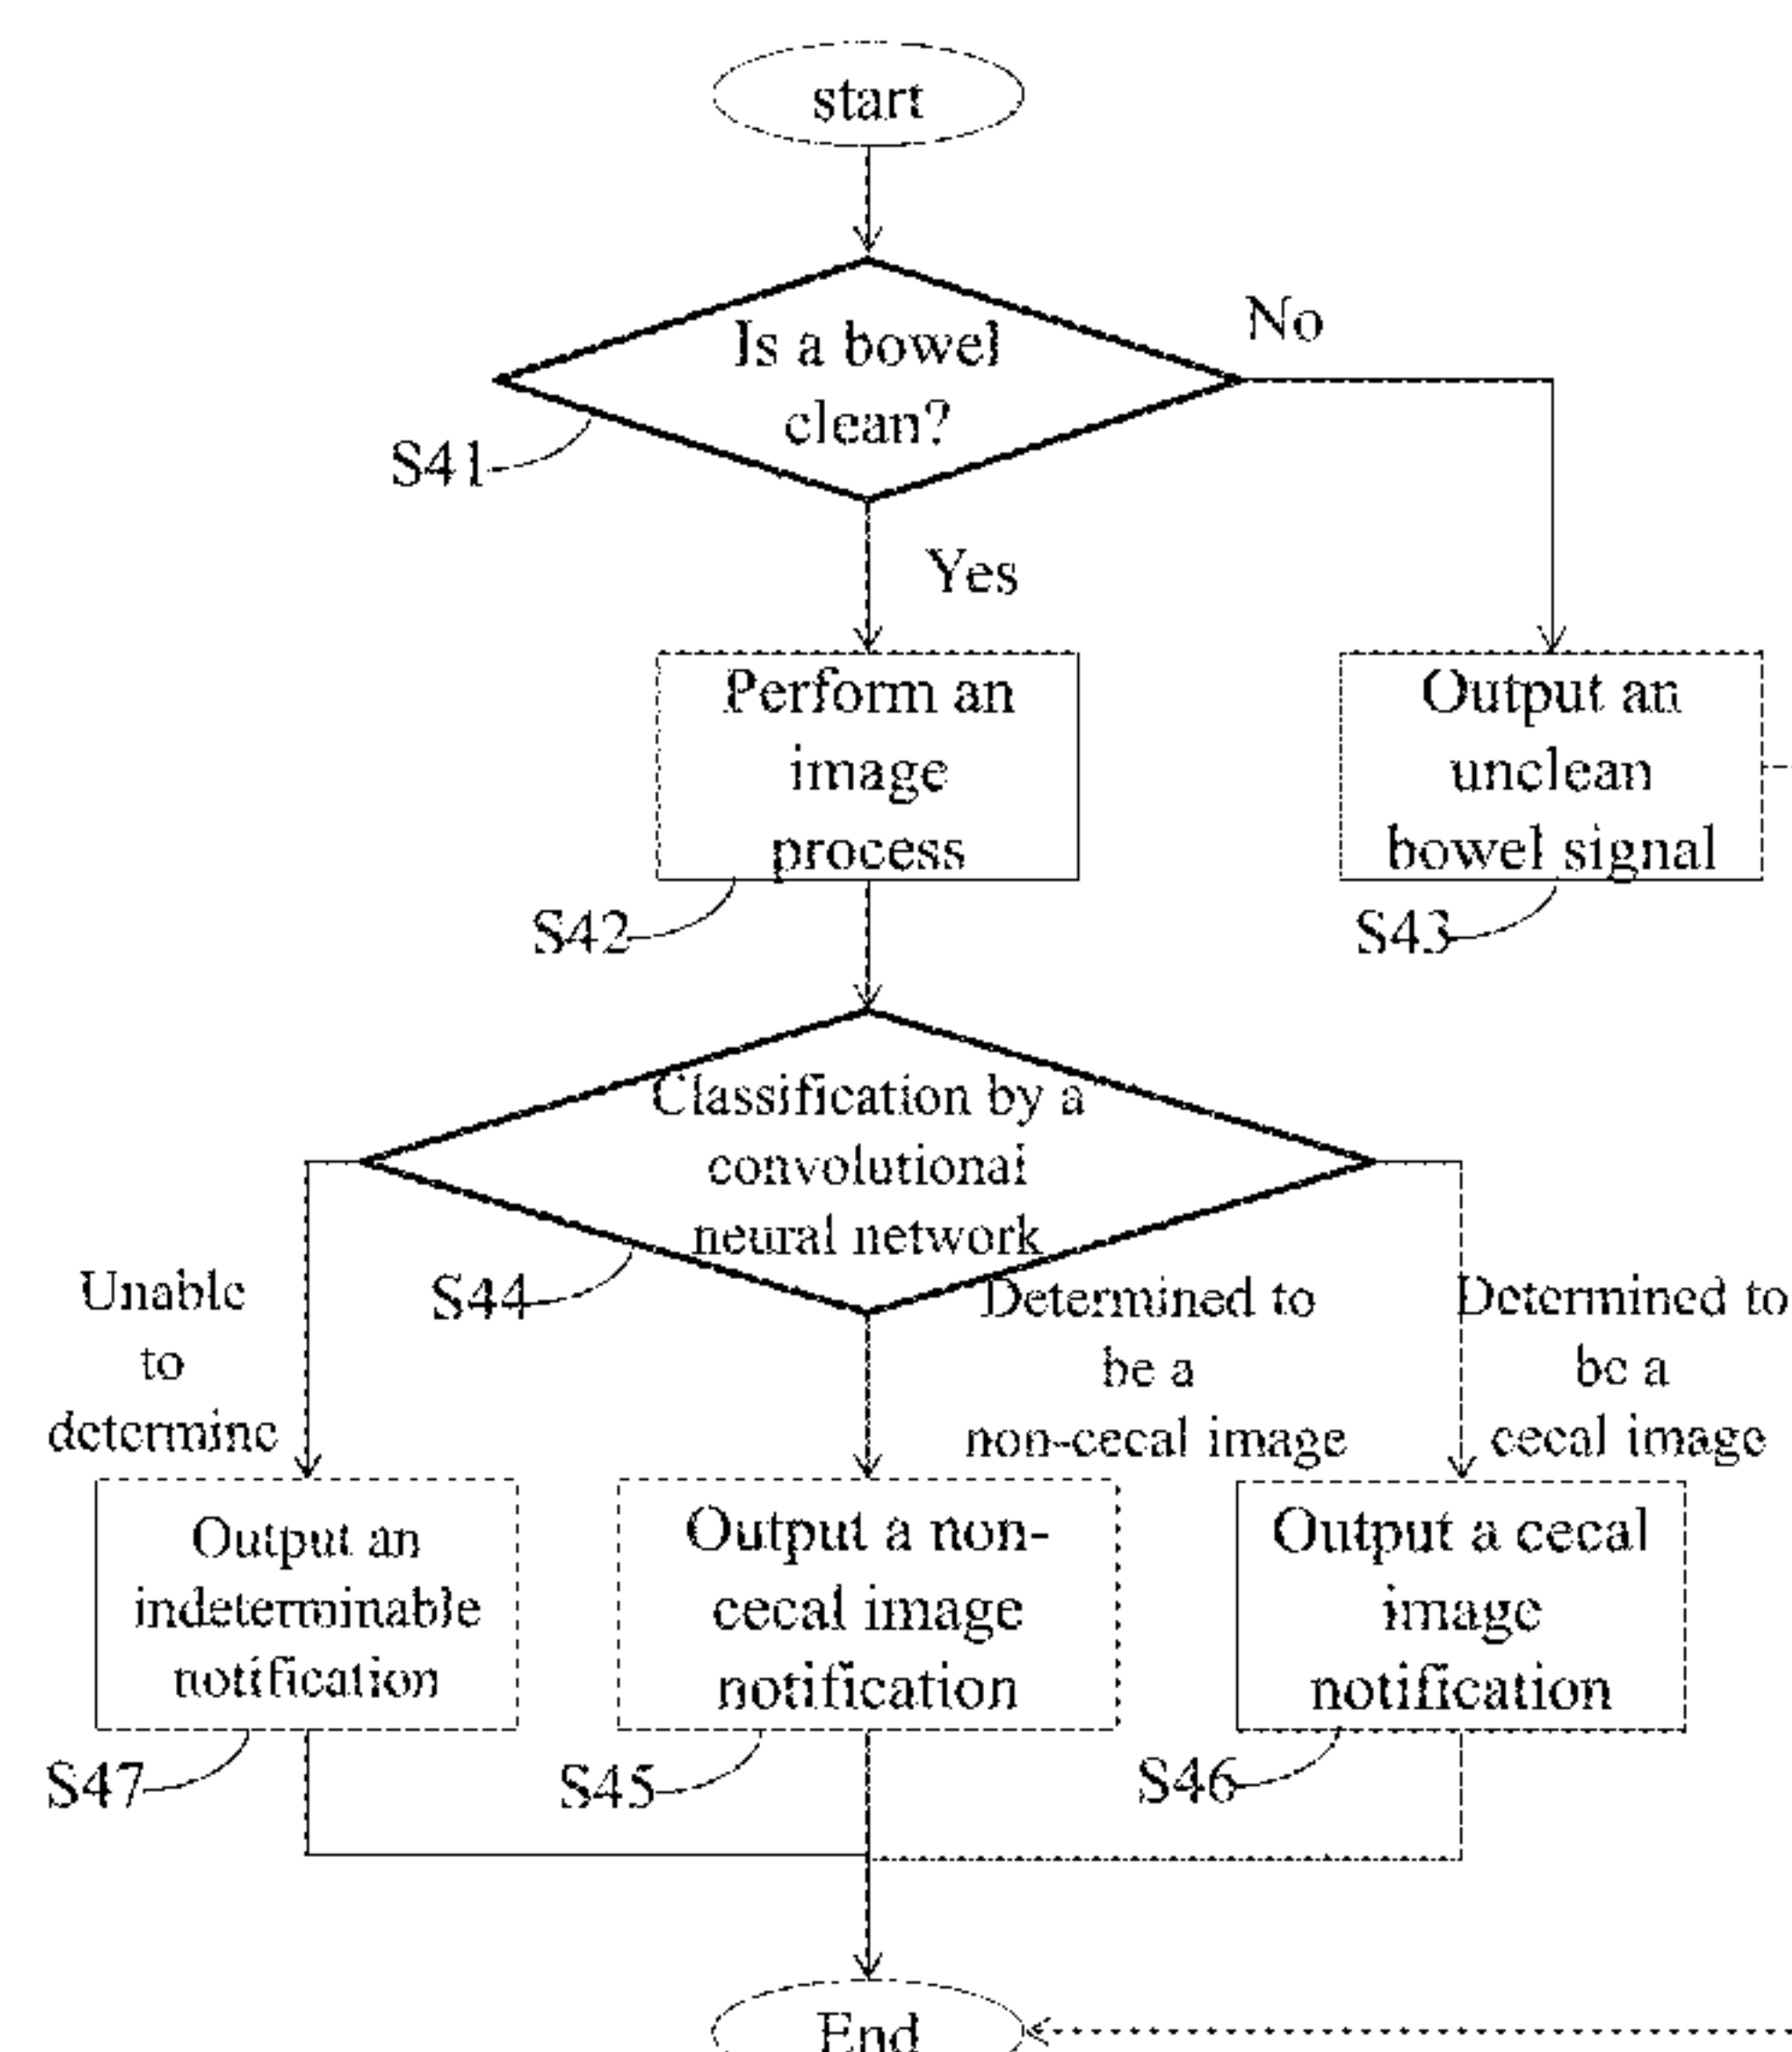 start
Is a bowel
clean?
No
S41
Yes
Perform an
image
process
S42
Output an
unclean
bowel signal
S43
Classification by a
convolutional
neural network
S44
Unable
to
determine
Determined to
be a
non-cecal image
Determined to
be a
cecal image
Output an
indeterminable
notification
S47
Output a non-
cecal image
notification
S45
Output a cecal
image
notification
S46
End